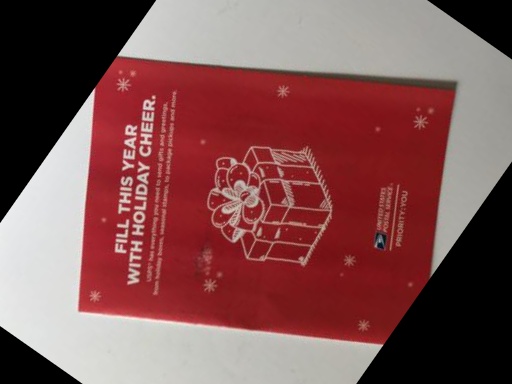 FILL THIS YEAR
WITH HOLIDAY CHEER.
USPS® has everything you need to send gifts and greetings,
from holiday boxes, seasonal stamps, to package pickups and more.
UNITED STATES
POSTAL SERVICE®
PRIORITY: YOU